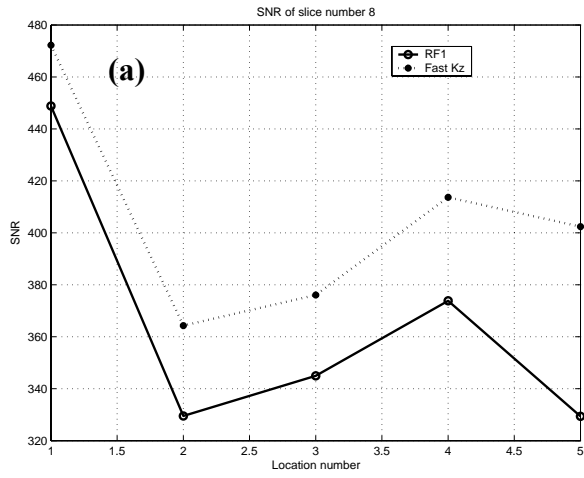 SNR of slice number 8
480
460
440
420
400
380
360
340
320
SNR
(a)
RF1
Fast Kz
1 1.5 2 2.5 3 3.5 4 4.5 5
Location number